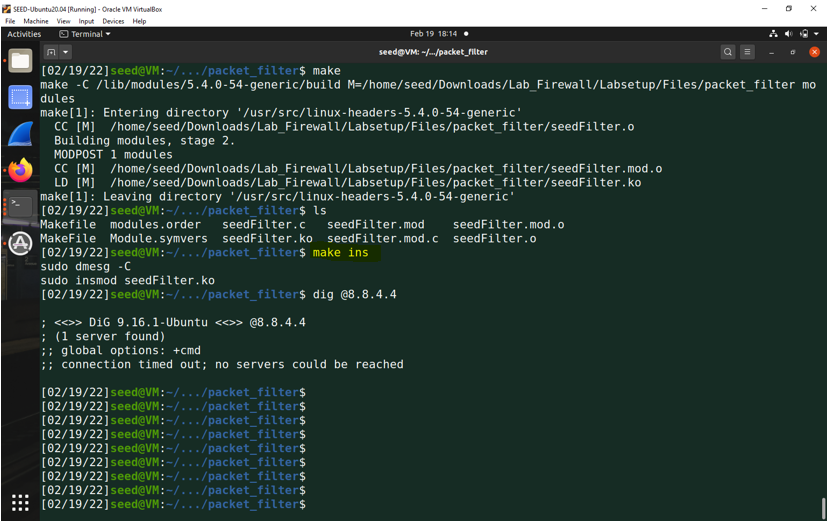 SEED-Ubuntu20.04 [Running] - Oracle VM VirtualBox
File Machine View Input Devices Help
Activities Terminal Feb 19 18:14
seed@VM: ~/.../packet_filter
[02/19/22]seed@VM:~/.../packet_filter$ make
make -C /lib/modules/5.4.0-54-generic/build M=/home/seed/Downloads/Lab_Firewall/Labsetup/Files/packet_filter mo
dules
make[1]: Entering directory '/usr/src/linux-headers-5.4.0-54-generic'
CC [M] /home/seed/Downloads/Lab_Firewall/Labsetup/Files/packet_filter/seedFilter.o
Building modules, stage 2.
MODPOST 1 modules
CC [M] /home/seed/Downloads/Lab_Firewall/Labsetup/Files/packet_filter/seedFilter.mod.o
LD [M] /home/seed/Downloads/Lab_Firewall/Labsetup/Files/packet_filter/seedFilter.ko
make[1]: Leaving directory '/usr/src/linux-headers-5.4.0-54-generic'
[02/19/22]seed@VM:~/.../packet_filter$ ls
Makefile modules.order seedFilter.c seedFilter.mod seedFilter.mod.o
MakeFile Module.symvers seedFilter.ko seedFilter.mod.c seedFilter.o
[02/19/22]seed@VM:~/.../packet_filter$ make ins
sudo dmesg -C
sudo insmod seedFilter.ko
[02/19/22]seed@VM:~/.../packet_filter$ dig @8.8.4.4
; <<>> DiG 9.16.1-Ubuntu <<>> @8.8.4.4
; (1 server found)
;; global options: +cmd
;; connection timed out; no servers could be reached
[02/19/22]seed@VM:~/.../packet_filter$
[02/19/22]seed@VM:~/.../packet_filter$
[02/19/22]seed@VM:~/.../packet_filter$
[02/19/22]seed@VM:~/.../packet_filter$
[02/19/22]seed@VM:~/.../packet_filter$
[02/19/22]seed@VM:~/.../packet_filter$
[02/19/22]seed@VM:~/.../packet_filter$
[02/19/22]seed@VM:~/.../packet_filter$
[02/19/22]seed@VM:~/.../packet_filter$